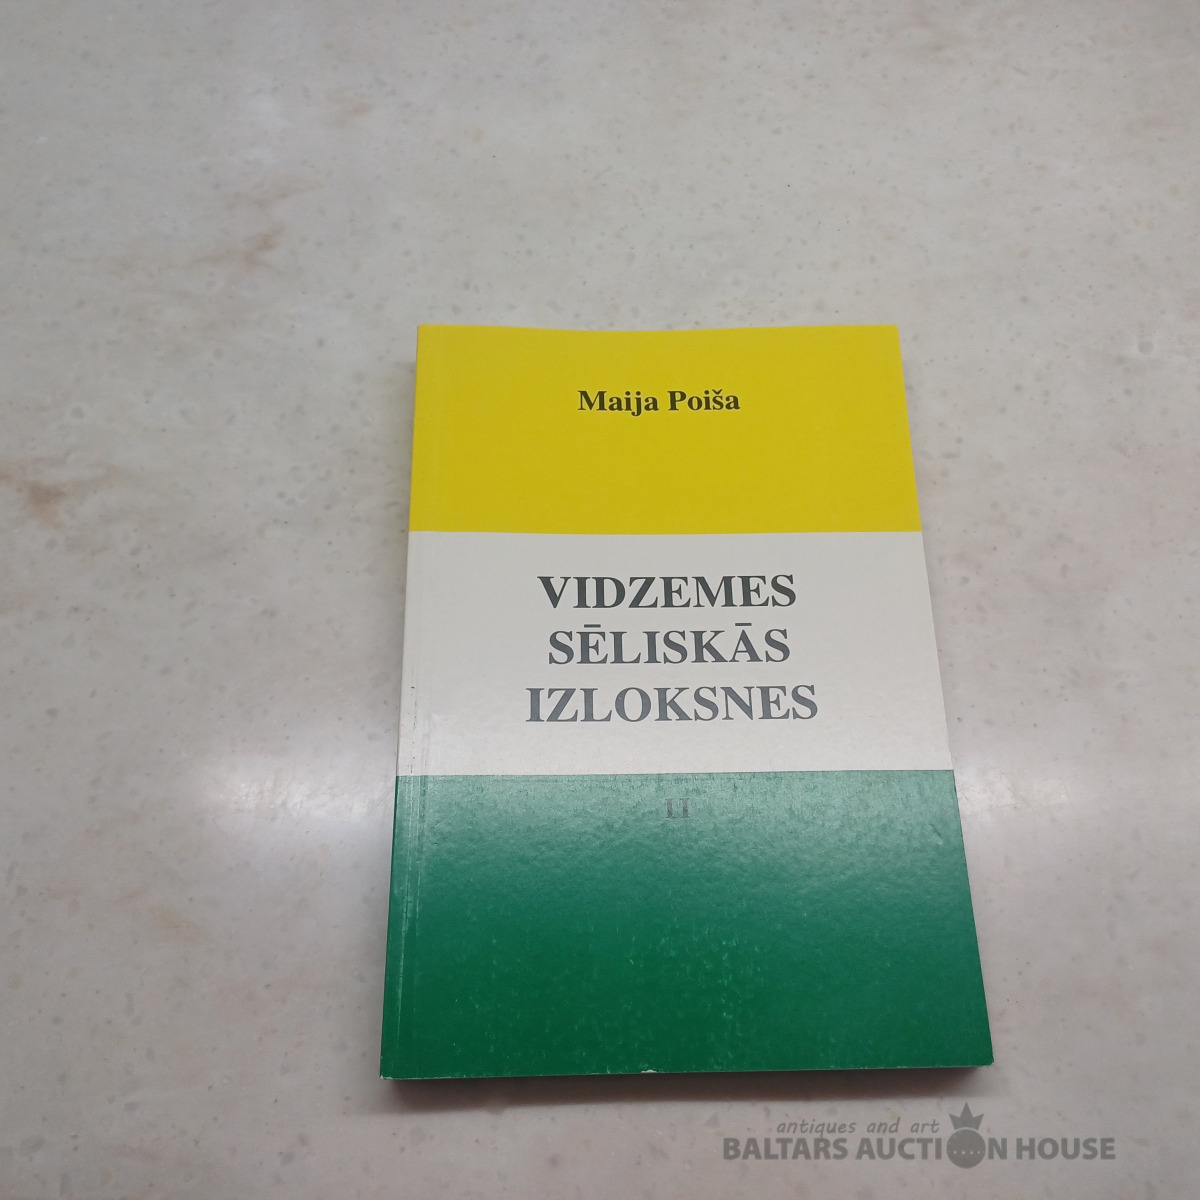 Maija Poiša
VIDZEMES
SĒLISKĀS
IZLOKSNES
II
antiques and art
BALTARS AUCTION HOUSE